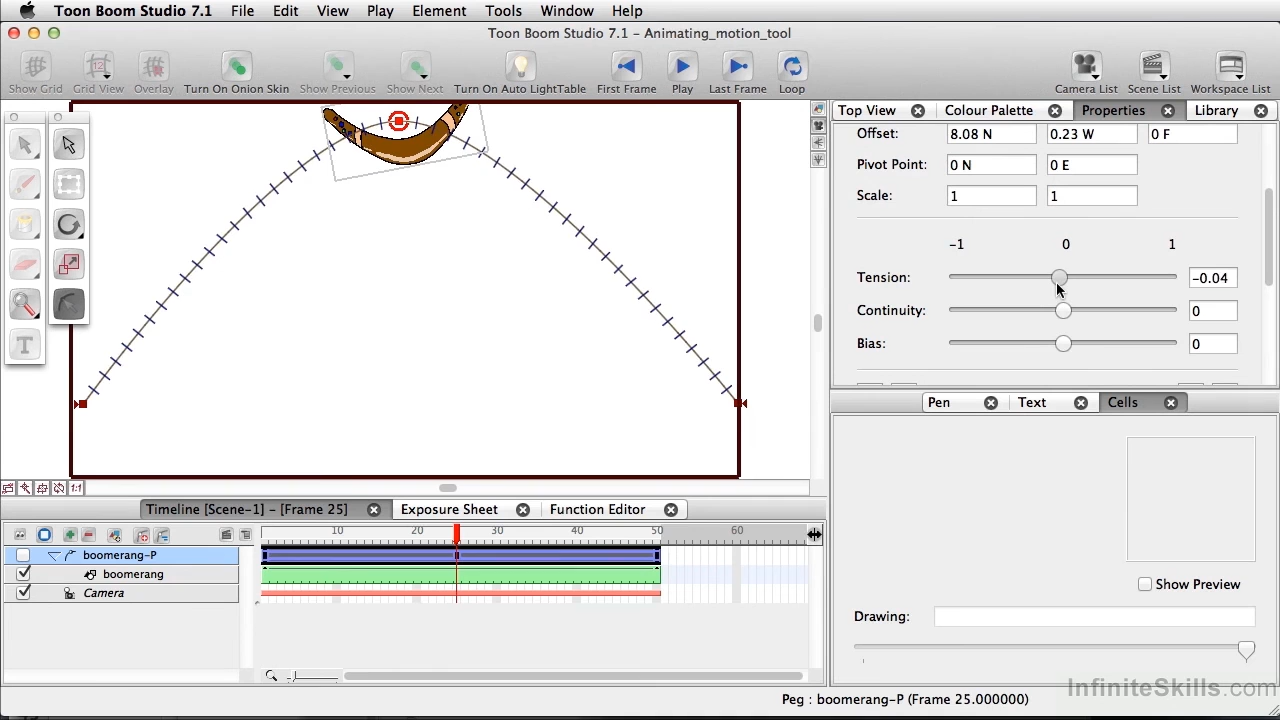 Toon Boom Studio 7.1 File Edit View Play Element Tools Window Help
Toon Boom Studio 7.1 - Animating_motion_tool
Show Grid Grid View Overlay Turn On Onion Skin Show Previous Show Next Turn On Auto LightTable First Frame Play Last Frame Loop Camera List Scene List Workspace List
Top View Colour Palette Properties Library
Offset: 8.08 N 0.23 W 0 F
Pivot Point: 0 N 0 E
Scale: 1 1
-1 0 1
Tension: -0.04
Continuity: 0
Bias: 0
T
Pen Text Cells
1:1
Timeline [Scene-1] - [Frame 25] Exposure Sheet Function Editor
10 20 30 40 50 60
boomerang-P
boomerang
Camera
Show Preview
Drawing:
InfiniteSkills.com
Peg : boomerang-P (Frame 25.000000)